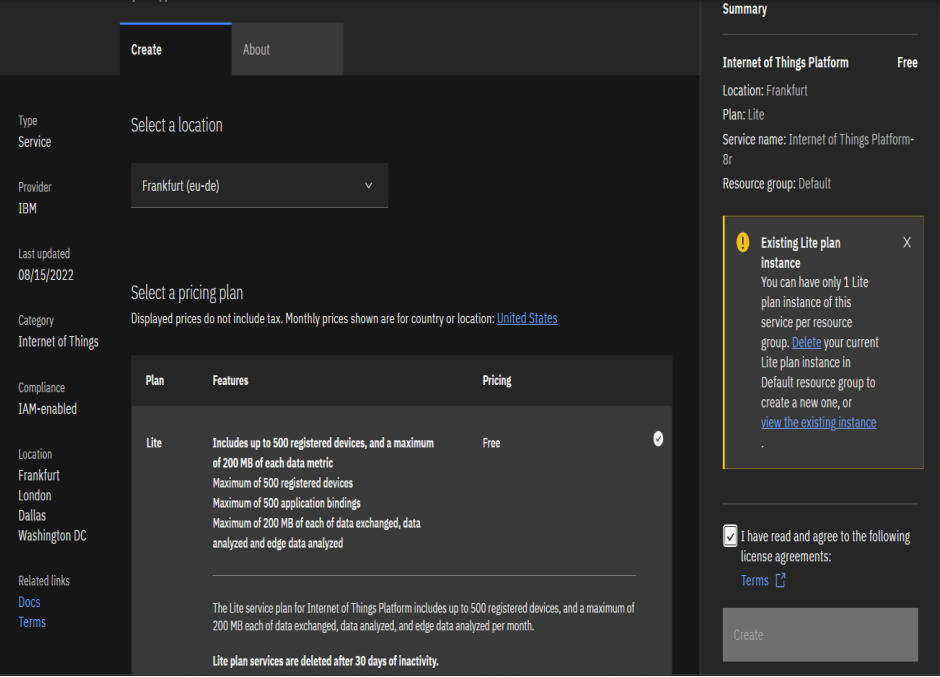 Create
About
Type
Service
Provider
IBM
Last updated
08/15/2022
Category
Internet of Things
Compliance
IAM-enabled
Location
Frankfurt
London
Dallas
Washington DC
Related links
Docs
Terms
Select a location
Frankfurt (eu-de)
Select a pricing plan
Displayed prices do not include tax. Monthly prices shown are for country or location: United States
Plan Features Pricing
Lite
Includes up to 500 registered devices, and a maximum
of 200 MB of each data metric
Maximum of 500 registered devices
Maximum of 500 application bindings
Maximum of 200 MB of each of data exchanged, data
analyzed and edge data analyzed
Free
The Lite service plan for Internet of Things Platform includes up to 500 registered devices, and a maximum of
200 MB each of data exchanged, data analyzed, and edge data analyzed per month.
Lite plan services are deleted after 30 days of inactivity.
Summary
Internet of Things Platform Free
Location: Frankfurt
Plan: Lite
Service name: Internet of Things Platform-
8r
Resource group: Default
Existing Lite plan
instance
You can have only 1 Lite
plan instance of this
service per resource
group. Delete your current
Lite plan instance in
Default resource group to
create a new one, or
view the existing instance
.
I have read and agree to the following
license agreements:
Terms
Create